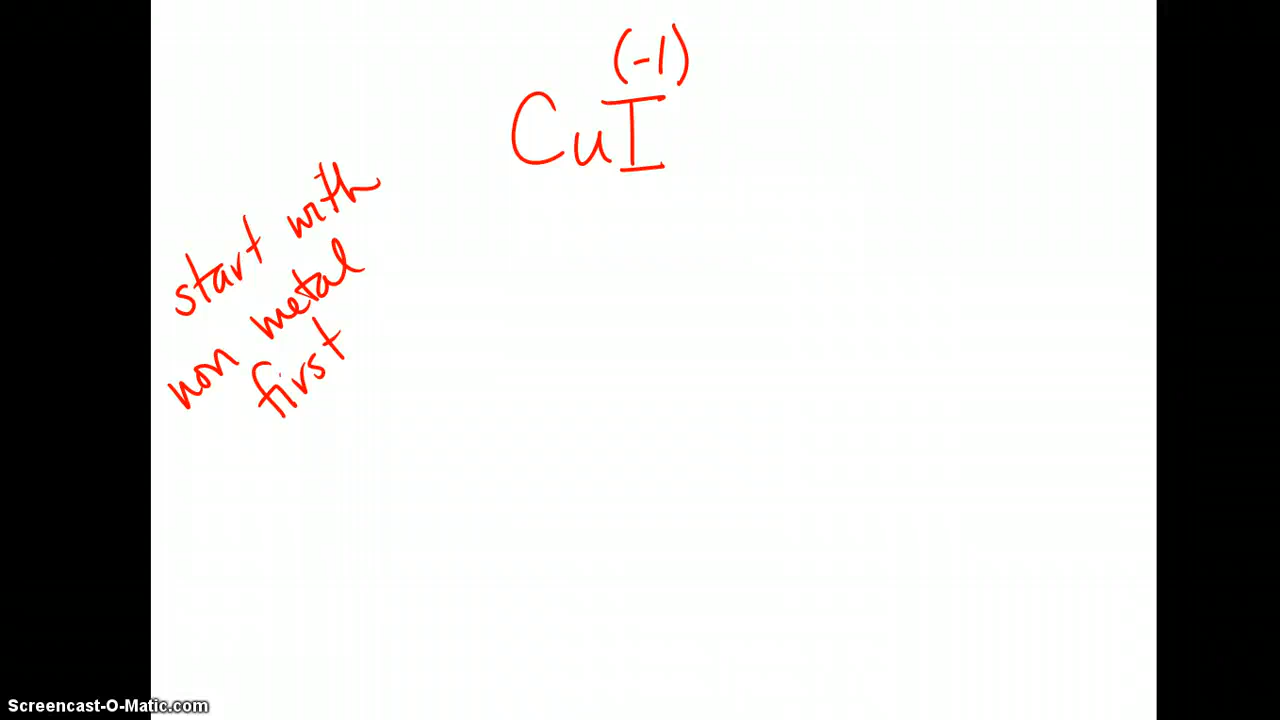 (-1)
CuI
start with
non metal
first
Screencast-O-Matic.com